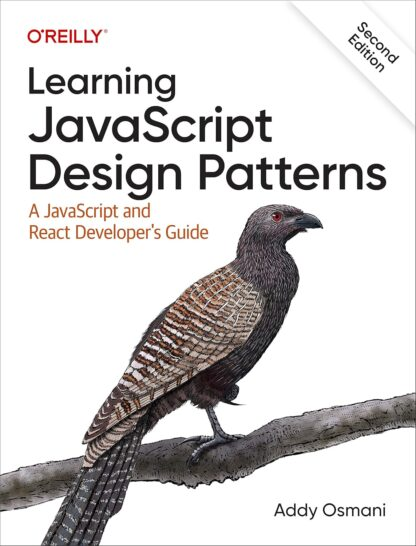 O'REILLY®
Second
Edition
Learning
JavaScript
Design Patterns
A JavaScript and
React Developer's Guide
Addy Osmani